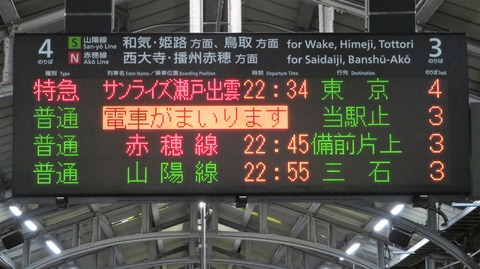 4 のりば S 山陽線 San-yō Line 和気・姫路 方面、鳥取 方面 for Wake, Himeji, Tottori 3 のりば
N 赤穂線 Akō Line 西大寺・播州赤穂 方面 for Saidaiji, Banshū-Akō
種別 Type 列車名 Train Name／乗車位置 Boarding Position 時刻 Departure Time 行先 Destination のりば
特急 サンライズ瀬戸・出雲 22:34 東京 4
普通 電車がまいります 当駅止 3
普通 赤穂線 22:45 備前片上 3
普通 山陽線 22:55 三石 3